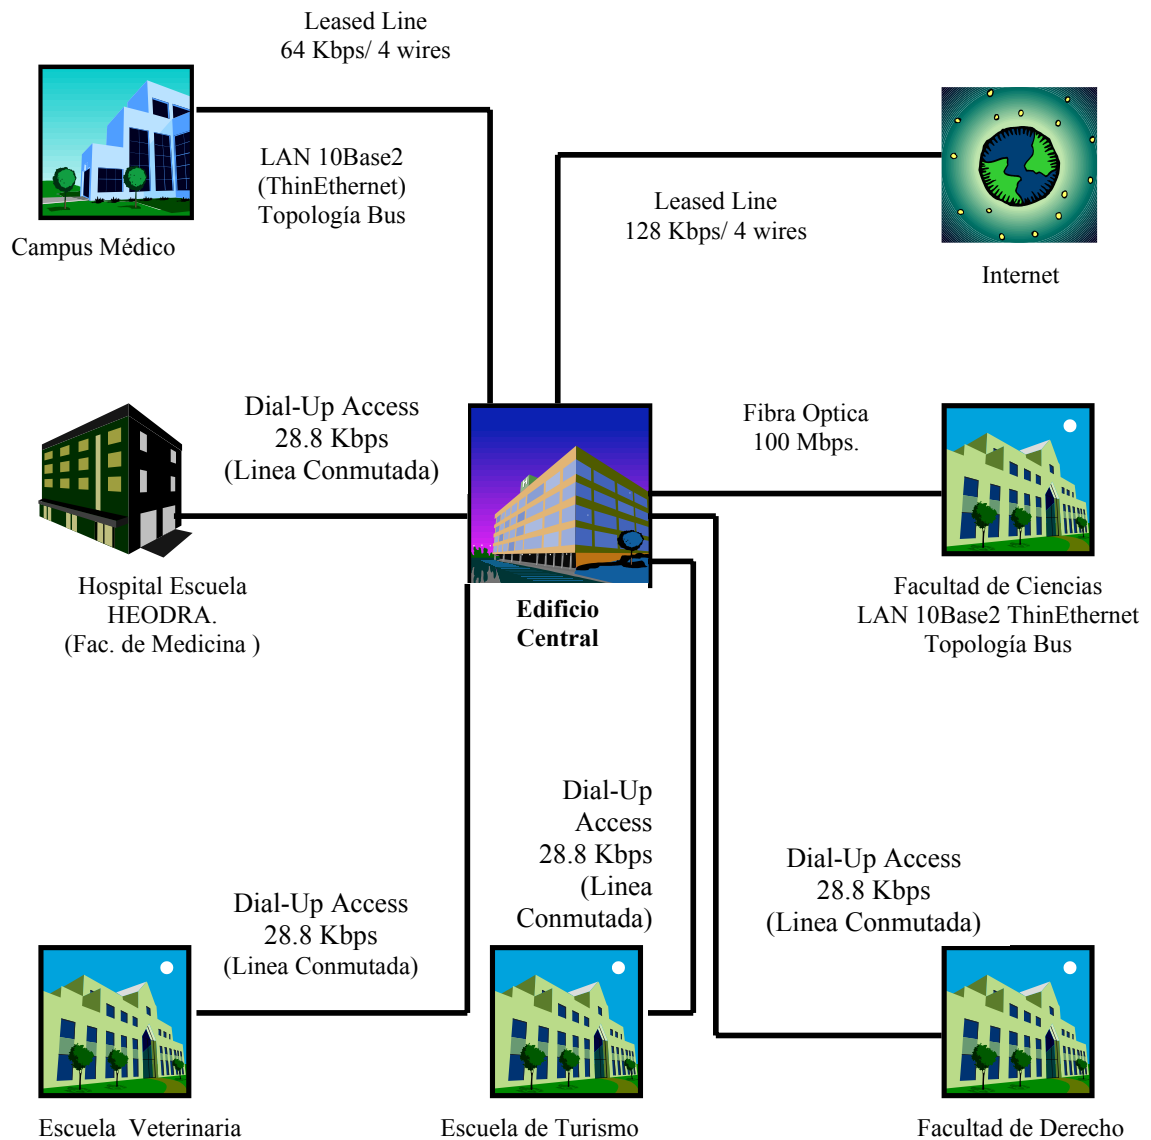 Leased Line
64 Kbps/ 4 wires
LAN 10Base2
(ThinEthernet)
Topología Bus
Campus Médico
Leased Line
128 Kbps/ 4 wires
Internet
Dial-Up Access
28.8 Kbps
(Linea Conmutada)
Fibra Optica
100 Mbps.
Hospital Escuela
HEODRA.
(Fac. de Medicina )
Edificio
Central
Facultad de Ciencias
LAN 10Base2 ThinEthernet
Topología Bus
Dial-Up
Access
28.8 Kbps
(Linea
Conmutada)
Dial-Up Access
28.8 Kbps
(Linea Conmutada)
Dial-Up Access
28.8 Kbps
(Linea Conmutada)
Escuela Veterinaria
Escuela de Turismo
Facultad de Derecho